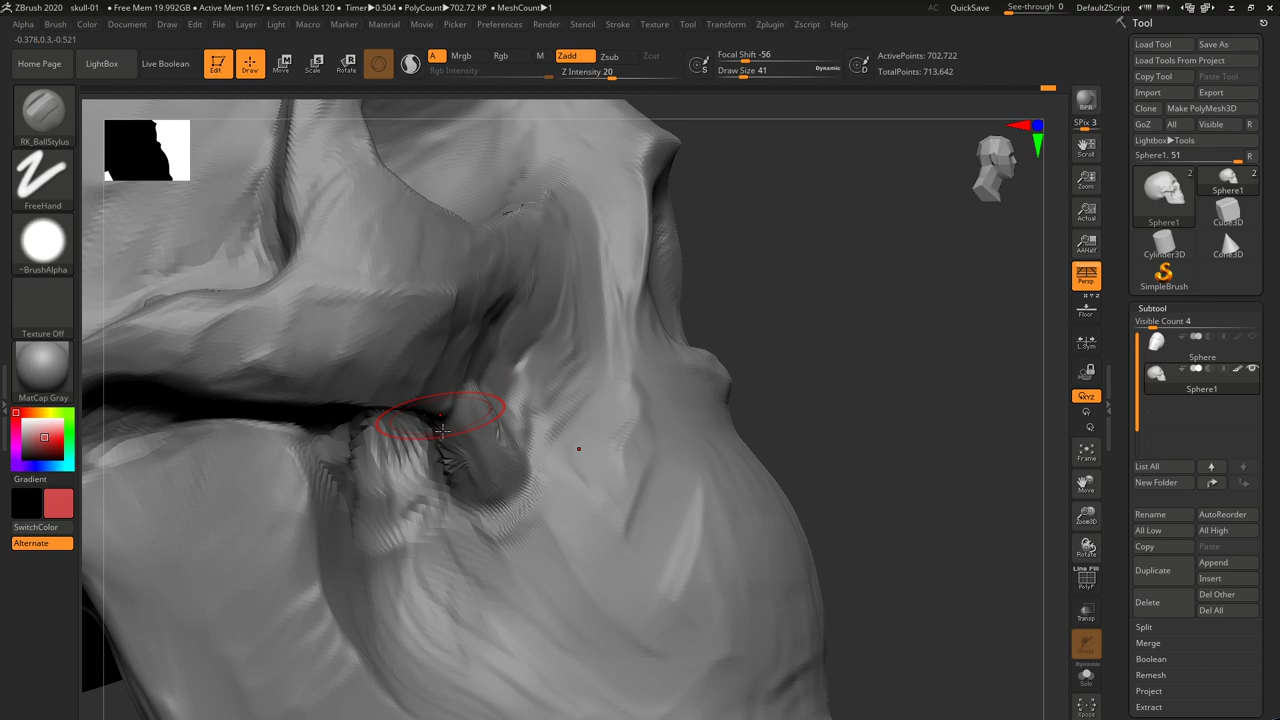 ZBrush 2020 skull-01 • Free Mem 19.992GB • Active Mem 1167 • Scratch Disk 120 • Timer▶0.504 • PolyCount▶702.72 KP • MeshCount▶1 AC QuickSave See-through 0 DefaultZScript
Alpha Brush Color Document Draw Edit File Layer Light Macro Marker Material Movie Picker Preferences Render Stencil Stroke Texture Tool Transform Zplugin Zscript Help
Tool
-0.378,0.3,-0.521
Home Page LightBox Live Boolean
Edit Draw Move Scale Rotate
A Mrgb Rgb M
Rgb Intensity
Zadd Zsub Zcut
Z Intensity 20
S
Focal Shift -56
Draw Size 41 Dynamic
D
ActivePoints: 702,722
TotalPoints: 713,642
RK_BallStylus
FreeHand
~BrushAlpha
Texture Off
MatCap Gray
Gradient
SwitchColor
Alternate
BPR
SPix 3
Scroll
Zoom
Actual
AAHalf
Persp
Floor
L.Sym
XYZ
Frame
Move
Zoom3D
Rotate
Line Fill
PolyF
Transp
Ghost
Dynamic
Solo
Xpose
Load Tool Save As
Load Tools From Project
Copy Tool Paste Tool
Import Export
Clone Make PolyMesh3D
GoZ All Visible R
Lightbox▶Tools
Sphere1. 51 R
2 2
Sphere1 Sphere1
Cube3D
Cylinder3D Cone3D
SimpleBrush
Subtool
Visible Count 4
Sphere
Sphere1
List All
New Folder
Rename AutoReorder
All Low All High
Copy Paste
Duplicate Append
Insert
Delete Del Other
Del All
Split
Merge
Boolean
Remesh
Project
Extract